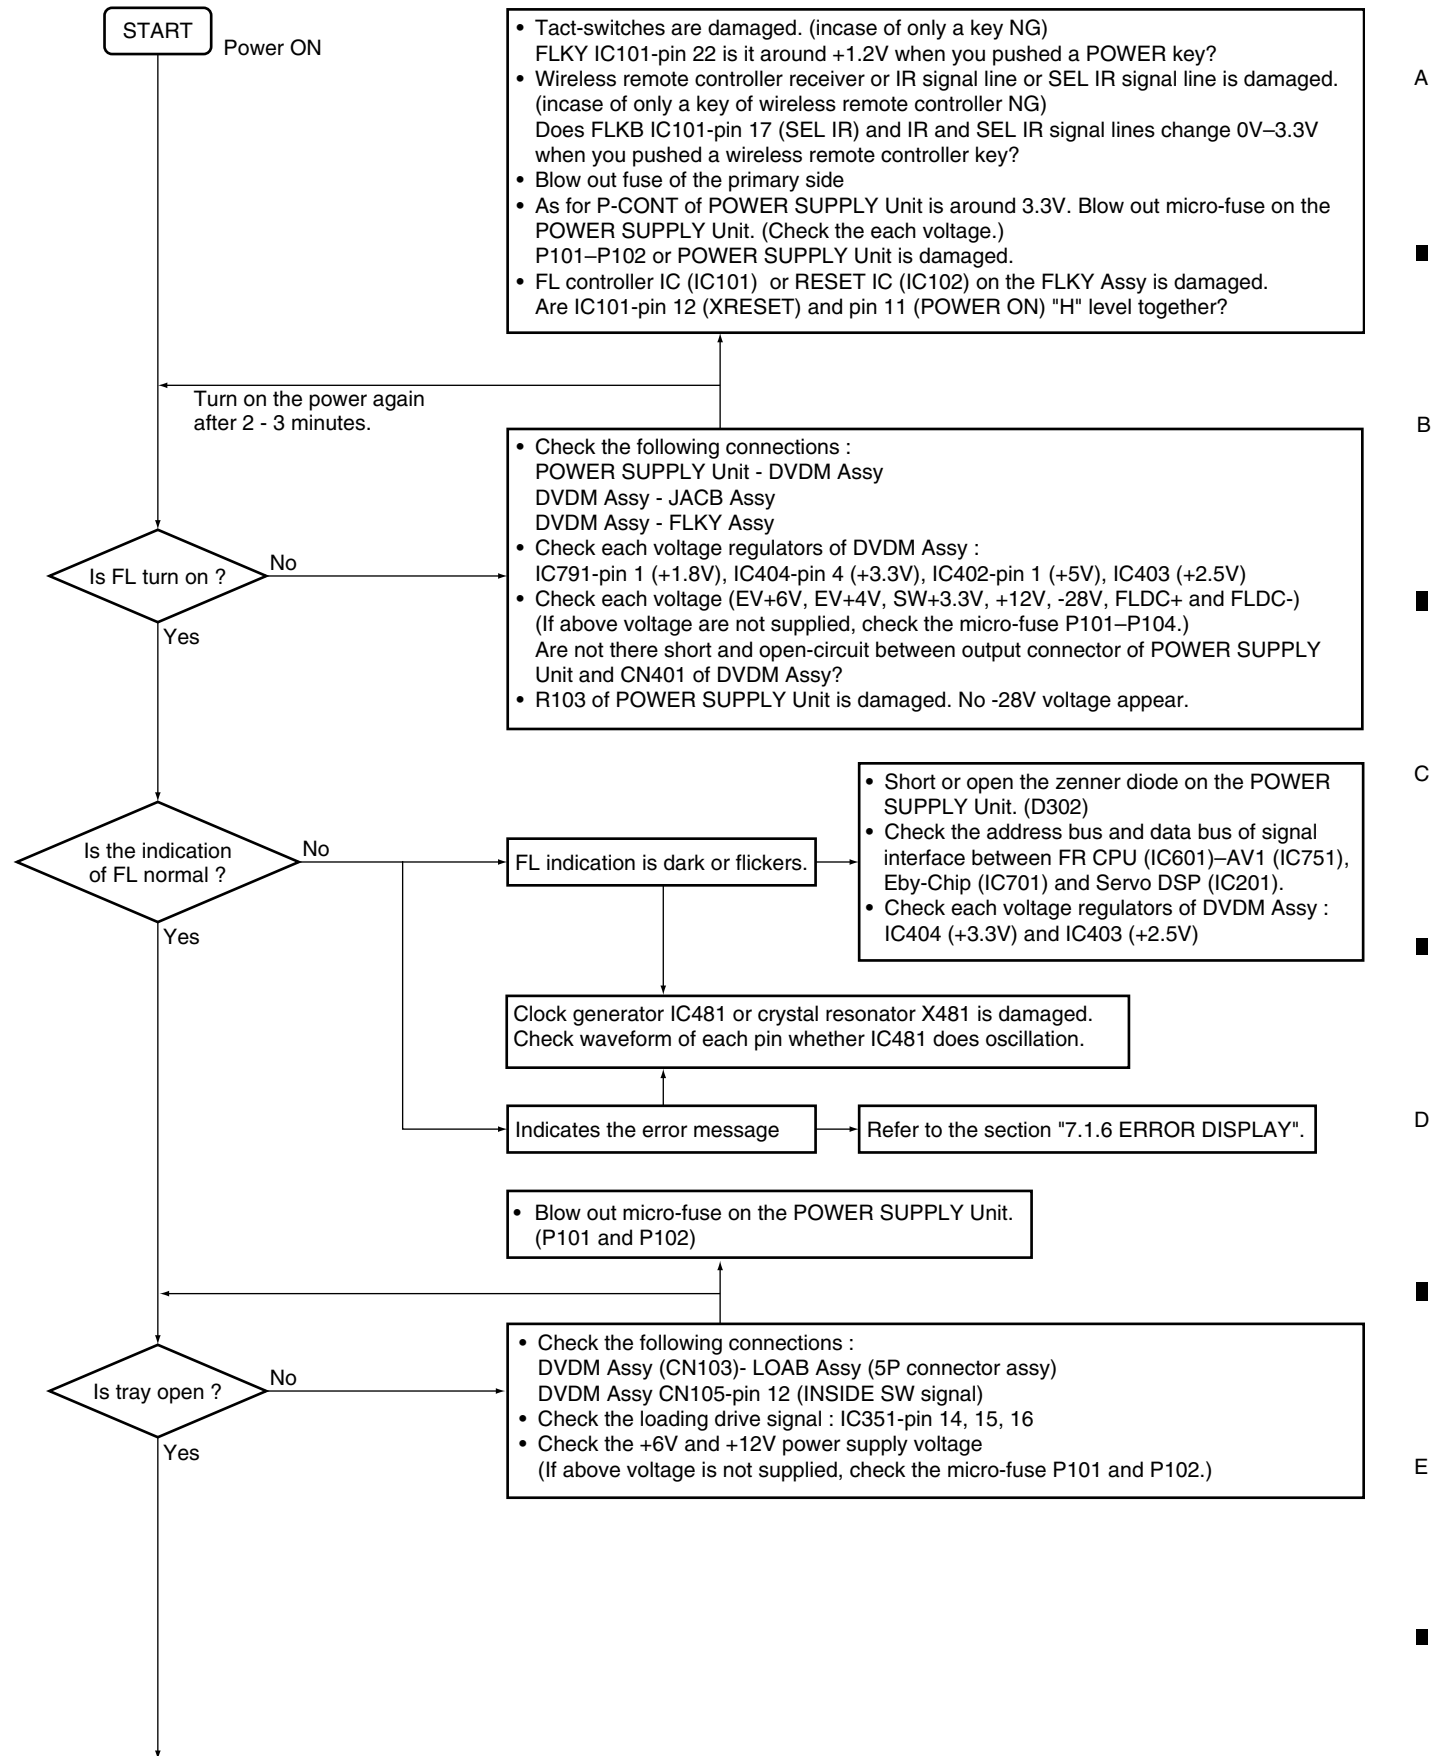 START
Power ON
• Tact-switches are damaged. (incase of only a key NG)
FLKY IC101-pin 22 is it around +1.2V when you pushed a POWER key?
• Wireless remote controller receiver or IR signal line or SEL IR signal line is damaged.
(incase of only a key of wireless remote controller NG)
Does FLKB IC101-pin 17 (SEL IR) and IR and SEL IR signal lines change 0V–3.3V
when you pushed a wireless remote controller key?
• Blow out fuse of the primary side
• As for P-CONT of POWER SUPPLY Unit is around 3.3V. Blow out micro-fuse on the
POWER SUPPLY Unit. (Check the each voltage.)
P101–P102 or POWER SUPPLY Unit is damaged.
• FL controller IC (IC101) or RESET IC (IC102) on the FLKY Assy is damaged.
Are IC101-pin 12 (XRESET) and pin 11 (POWER ON) "H" level together?
A
Turn on the power again
after 2 - 3 minutes.
B
• Check the following connections :
POWER SUPPLY Unit - DVDM Assy
DVDM Assy - JACB Assy
DVDM Assy - FLKY Assy
• Check each voltage regulators of DVDM Assy :
IC791-pin 1 (+1.8V), IC404-pin 4 (+3.3V), IC402-pin 1 (+5V), IC403 (+2.5V)
• Check each voltage (EV+6V, EV+4V, SW+3.3V, +12V, -28V, FLDC+ and FLDC-)
(If above voltage are not supplied, check the micro-fuse P101–P104.)
Are not there short and open-circuit between output connector of POWER SUPPLY
Unit and CN401 of DVDM Assy?
• R103 of POWER SUPPLY Unit is damaged. No -28V voltage appear.
Is FL turn on ?
No
Yes
C
• Short or open the zenner diode on the POWER
SUPPLY Unit. (D302)
• Check the address bus and data bus of signal
interface between FR CPU (IC601)–AV1 (IC751),
Eby-Chip (IC701) and Servo DSP (IC201).
• Check each voltage regulators of DVDM Assy :
IC404 (+3.3V) and IC403 (+2.5V)
Is the indication
of FL normal ?
No
Yes
FL indication is dark or flickers.
Clock generator IC481 or crystal resonator X481 is damaged.
Check waveform of each pin whether IC481 does oscillation.
Indicates the error message
Refer to the section "7.1.6 ERROR DISPLAY".
D
• Blow out micro-fuse on the POWER SUPPLY Unit.
(P101 and P102)
Is tray open ?
No
Yes
• Check the following connections :
DVDM Assy (CN103)- LOAB Assy (5P connector assy)
DVDM Assy CN105-pin 12 (INSIDE SW signal)
• Check the loading drive signal : IC351-pin 14, 15, 16
• Check the +6V and +12V power supply voltage
(If above voltage is not supplied, check the micro-fuse P101 and P102.)
E